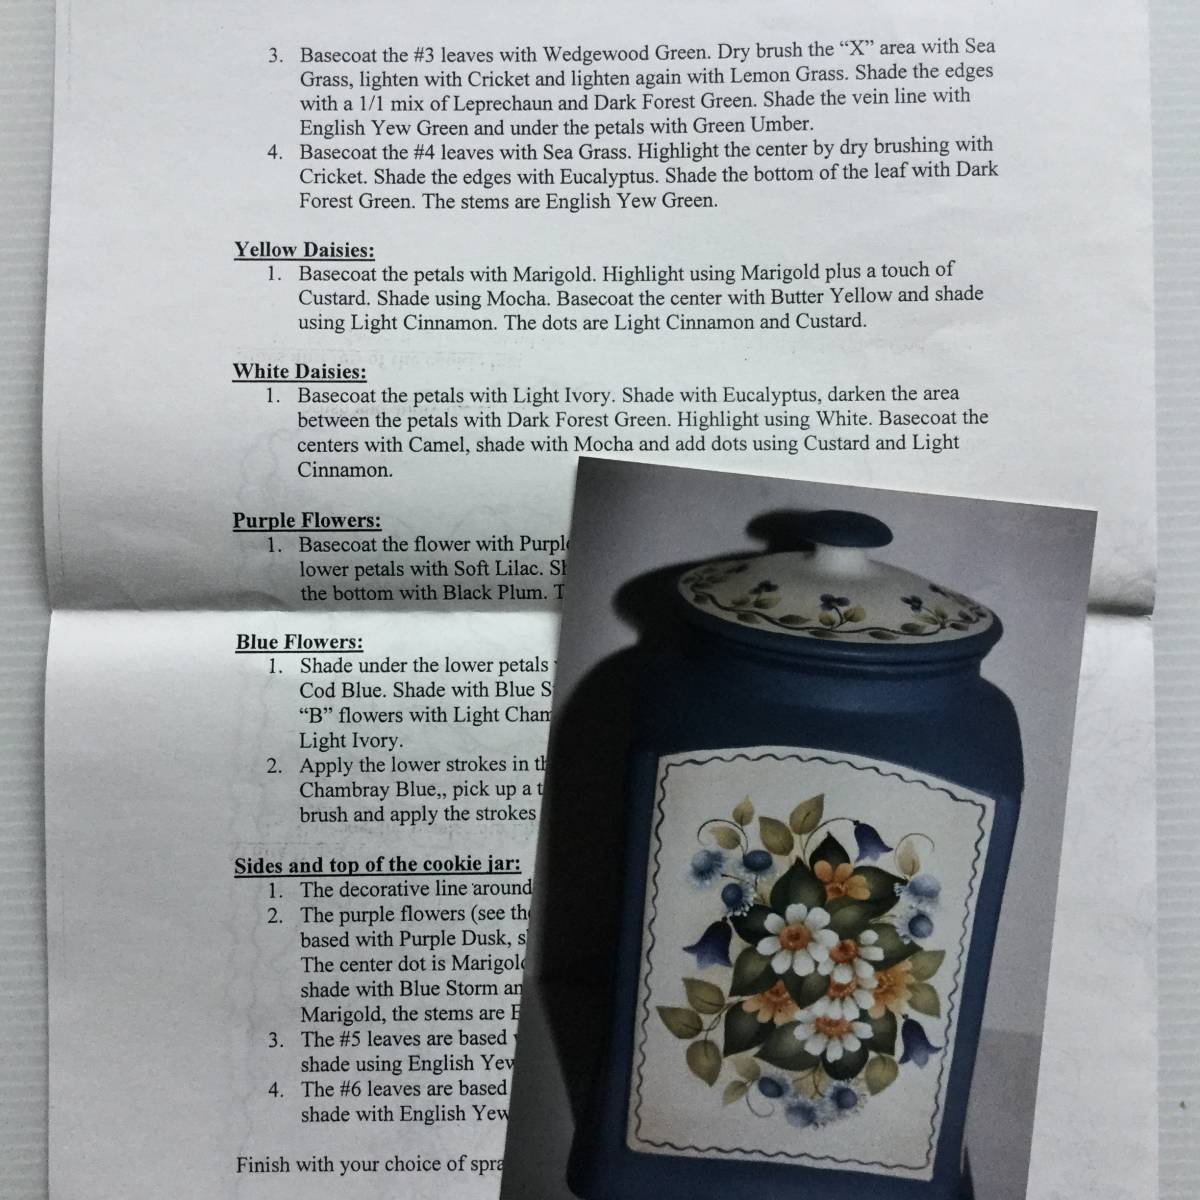 3. Basecoat the #3 leaves with Wedgewood Green. Dry brush the “X” area with Sea
Grass, lighten with Cricket and lighten again with Lemon Grass. Shade the edges
with a 1/1 mix of Leprechaun and Dark Forest Green. Shade the vein line with
English Yew Green and under the petals with Green Umber.
4. Basecoat the #4 leaves with Sea Grass. Highlight the center by dry brushing with
Cricket. Shade the edges with Eucalyptus. Shade the bottom of the leaf with Dark
Forest Green. The stems are English Yew Green.
Yellow Daisies:
1. Basecoat the petals with Marigold. Highlight using Marigold plus a touch of
Custard. Shade using Mocha. Basecoat the center with Butter Yellow and shade
using Light Cinnamon. The dots are Light Cinnamon and Custard.
White Daisies:
1. Basecoat the petals with Light Ivory. Shade with Eucalyptus, darken the area
between the petals with Dark Forest Green. Highlight using White. Basecoat the
centers with Camel, shade with Mocha and add dots using Custard and Light
Cinnamon.
Purple Flowers:
1. Basecoat the flower with Purpl
lower petals with Soft Lilac.
the bottom with Black Plum.
Blue Flowers:
1. Shade under the lower petals
Cod Blue. Shade with Blue S
“B” flowers with Light Cham
Light Ivory.
2. Apply the lower strokes in
Chambray Blue,, pick up a
brush and apply the strokes
Sides and top of the cookie jar:
1. The decorative line around
2. The purple flowers (see the
based with Purple Dusk,
The center dot is Marigold
shade with Blue Storm an
Marigold, the stems are
3. The #5 leaves are based
shade using English Yew
4. The #6 leaves are based
shade with English Yew
Finish with your choice of spra